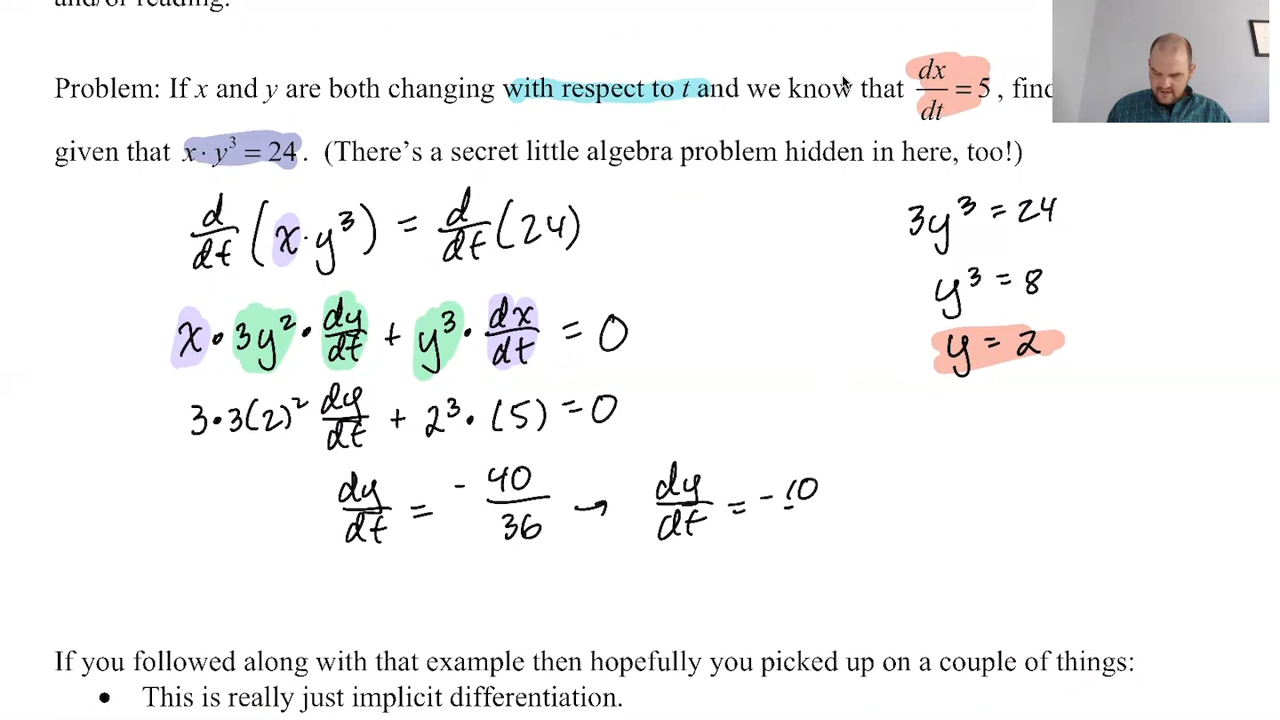 and/or reading.
Problem: If x and y are both changing with respect to t and we know that dx/dt = 5, find
given that x · y³ = 24. (There's a secret little algebra problem hidden in here, too!)
d/dt (x · y³) = d/dt (24)
3y³ = 24
y³ = 8
x · 3y² · dy/dt + y³ · dx/dt = 0
y = 2
3 · 3(2)² dy/dt + 2³ · (5) = 0
dy/dt = - 40/36 → dy/dt = -10
If you followed along with that example then hopefully you picked up on a couple of things:
• This is really just implicit differentiation.